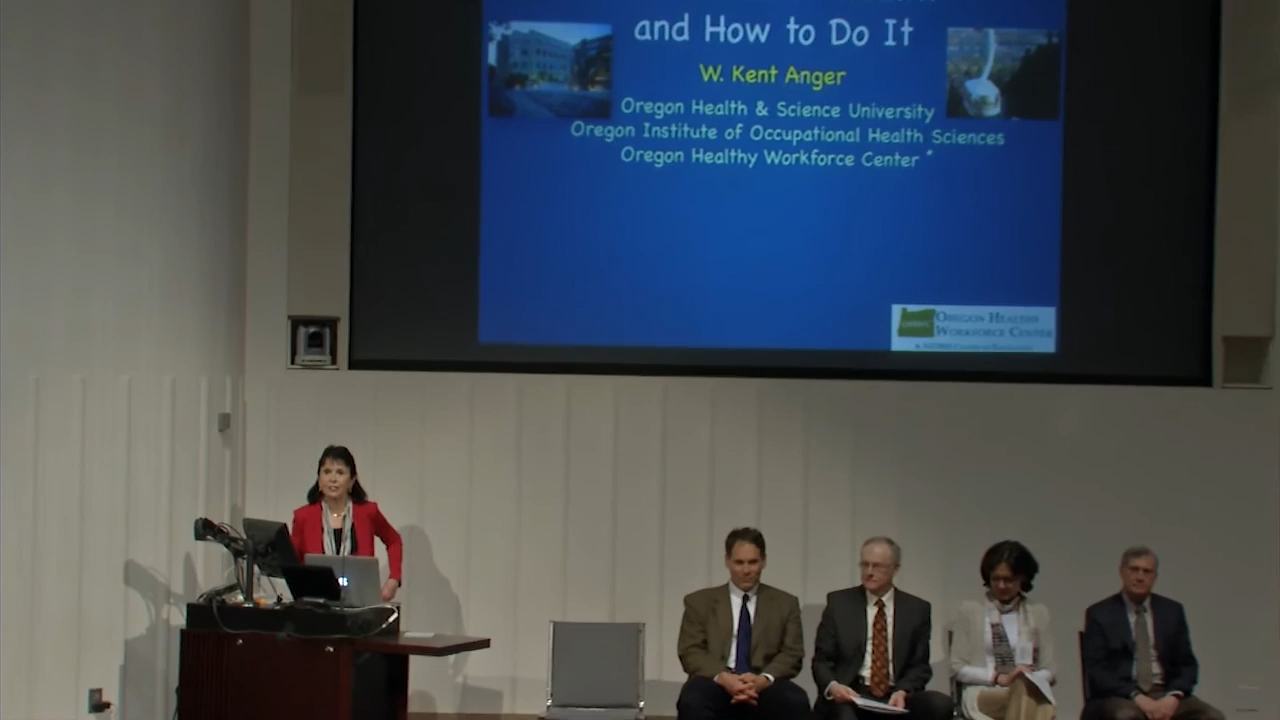 and How to Do It
W. Kent Anger
Oregon Health & Science University
Oregon Institute of Occupational Health Sciences
Oregon Healthy Workforce Center *
OREGON HEALTHY
WORKFORCE CENTER